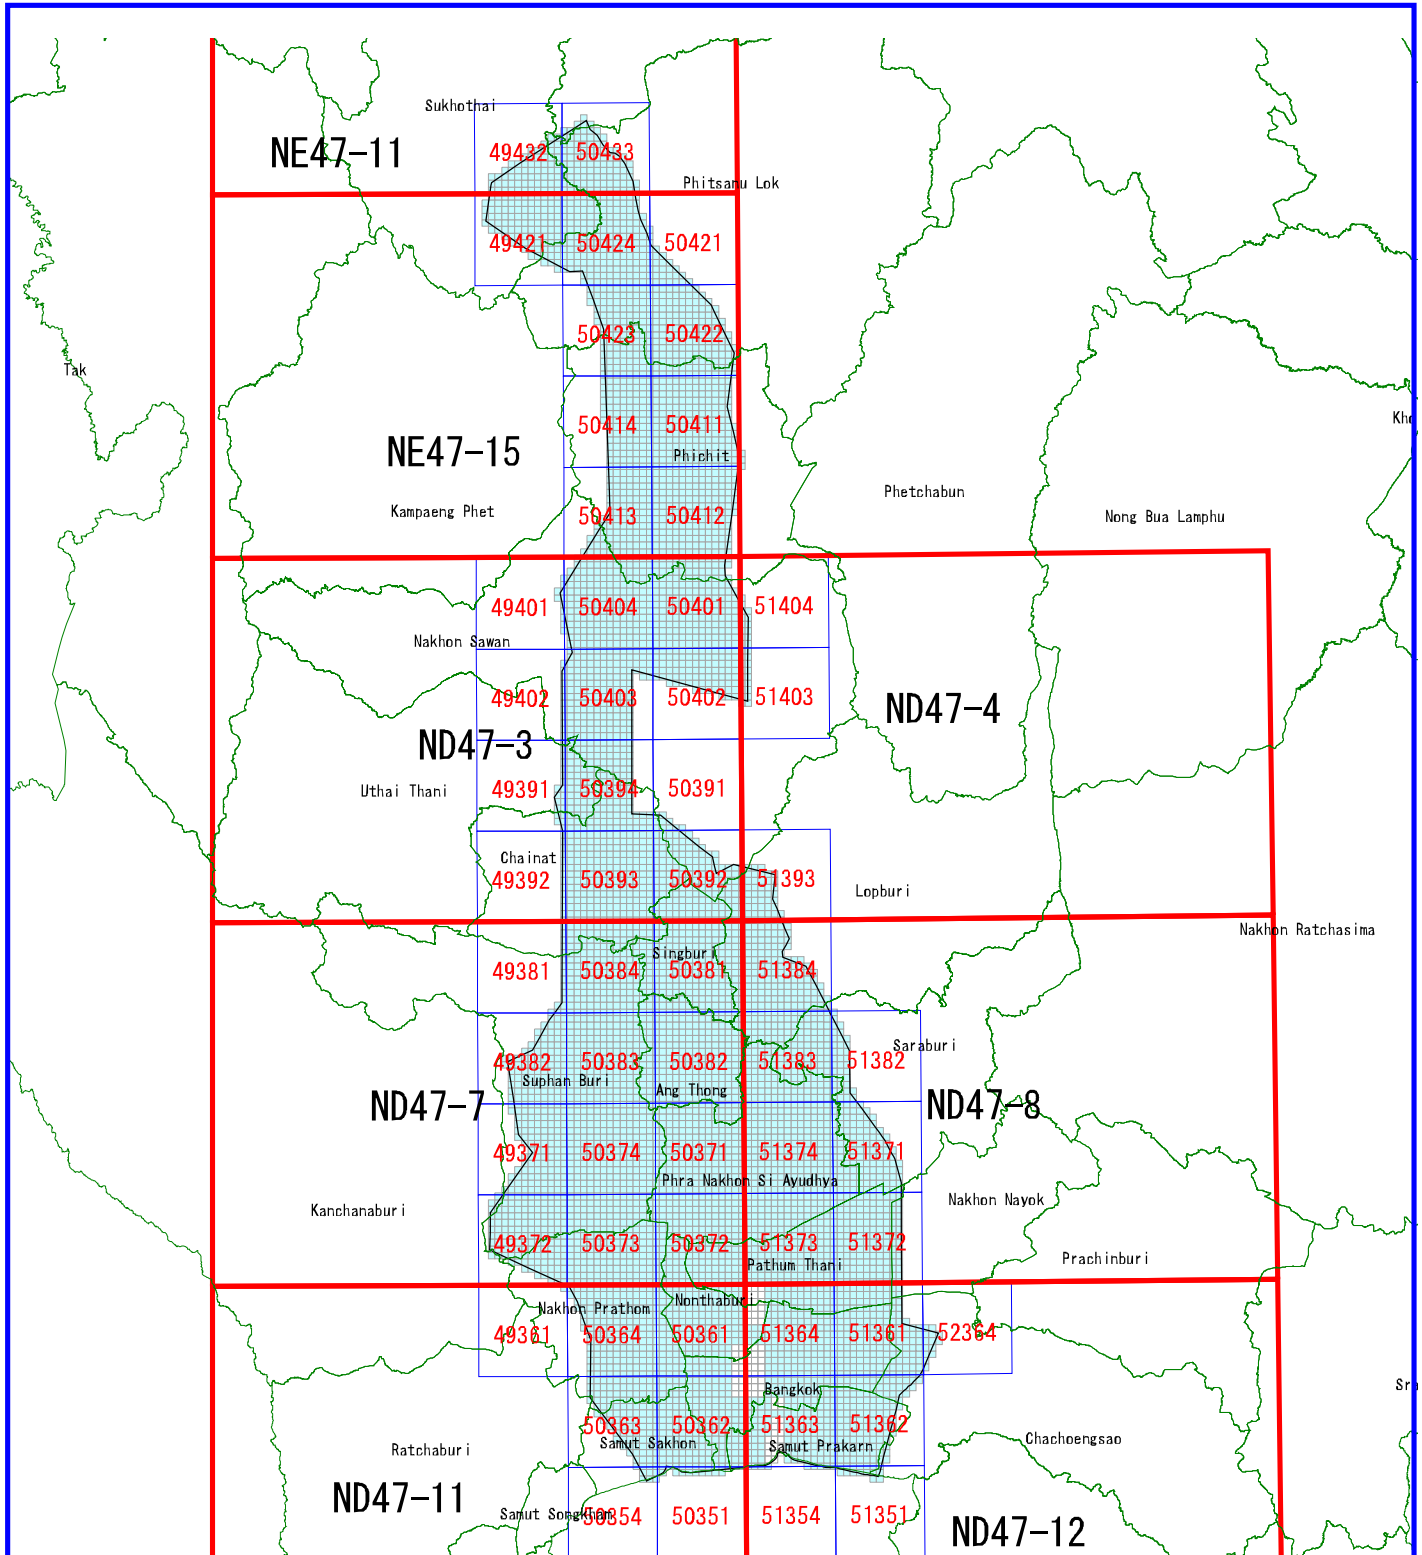 Sukhothai
NE47-11
49432 50433
Phitsanu Lok
49421 50424 50421
50423 50422
Tak
50414 50411
NE47-15
Phichit
Phetchabun
Kampaeng Phet
50413 50412
Nong Bua Lamphu
49401 50404 50401 51404
Nakhon Sawan
49402 50403 50402 51403
ND47-4
ND47-3
Uthai Thani
49391 50394 50391
Chainat
49392 50393 50392 51393
Lopburi
Nakhon Ratchasima
Singburi
49381 50384 50381 51384
Saraburi
49382 50383 50382 51383 51382
Suphan Buri
Ang Thong
ND47-7
ND47-8
49371 50374 50371 51374 51371
Phra Nakhon Si Ayudhya
Nakhon Nayok
Kanchanaburi
49372 50373 50372 51373 51372
Pathum Thani
Prachinburi
Nonthaburi
Nakhon Prathom
49361 50364 50361 51364 51361 52364
Bangkok
50363 50362 51363 51362
Samut Sakhon
Samut Prakarn
Chachoengsao
Ratchaburi
ND47-11
Samut Songkham
50354 50351 51354 51351
ND47-12